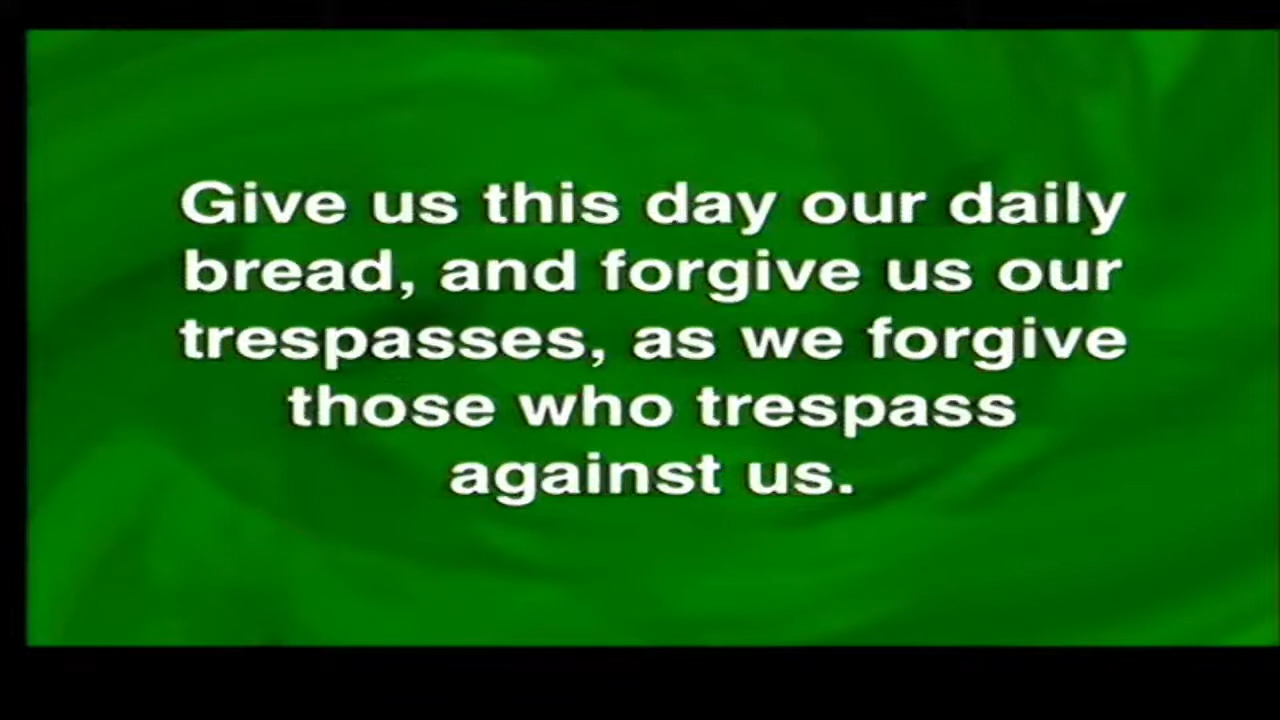 Give us this day our daily
bread, and forgive us our
trespasses, as we forgive
those who trespass
against us.